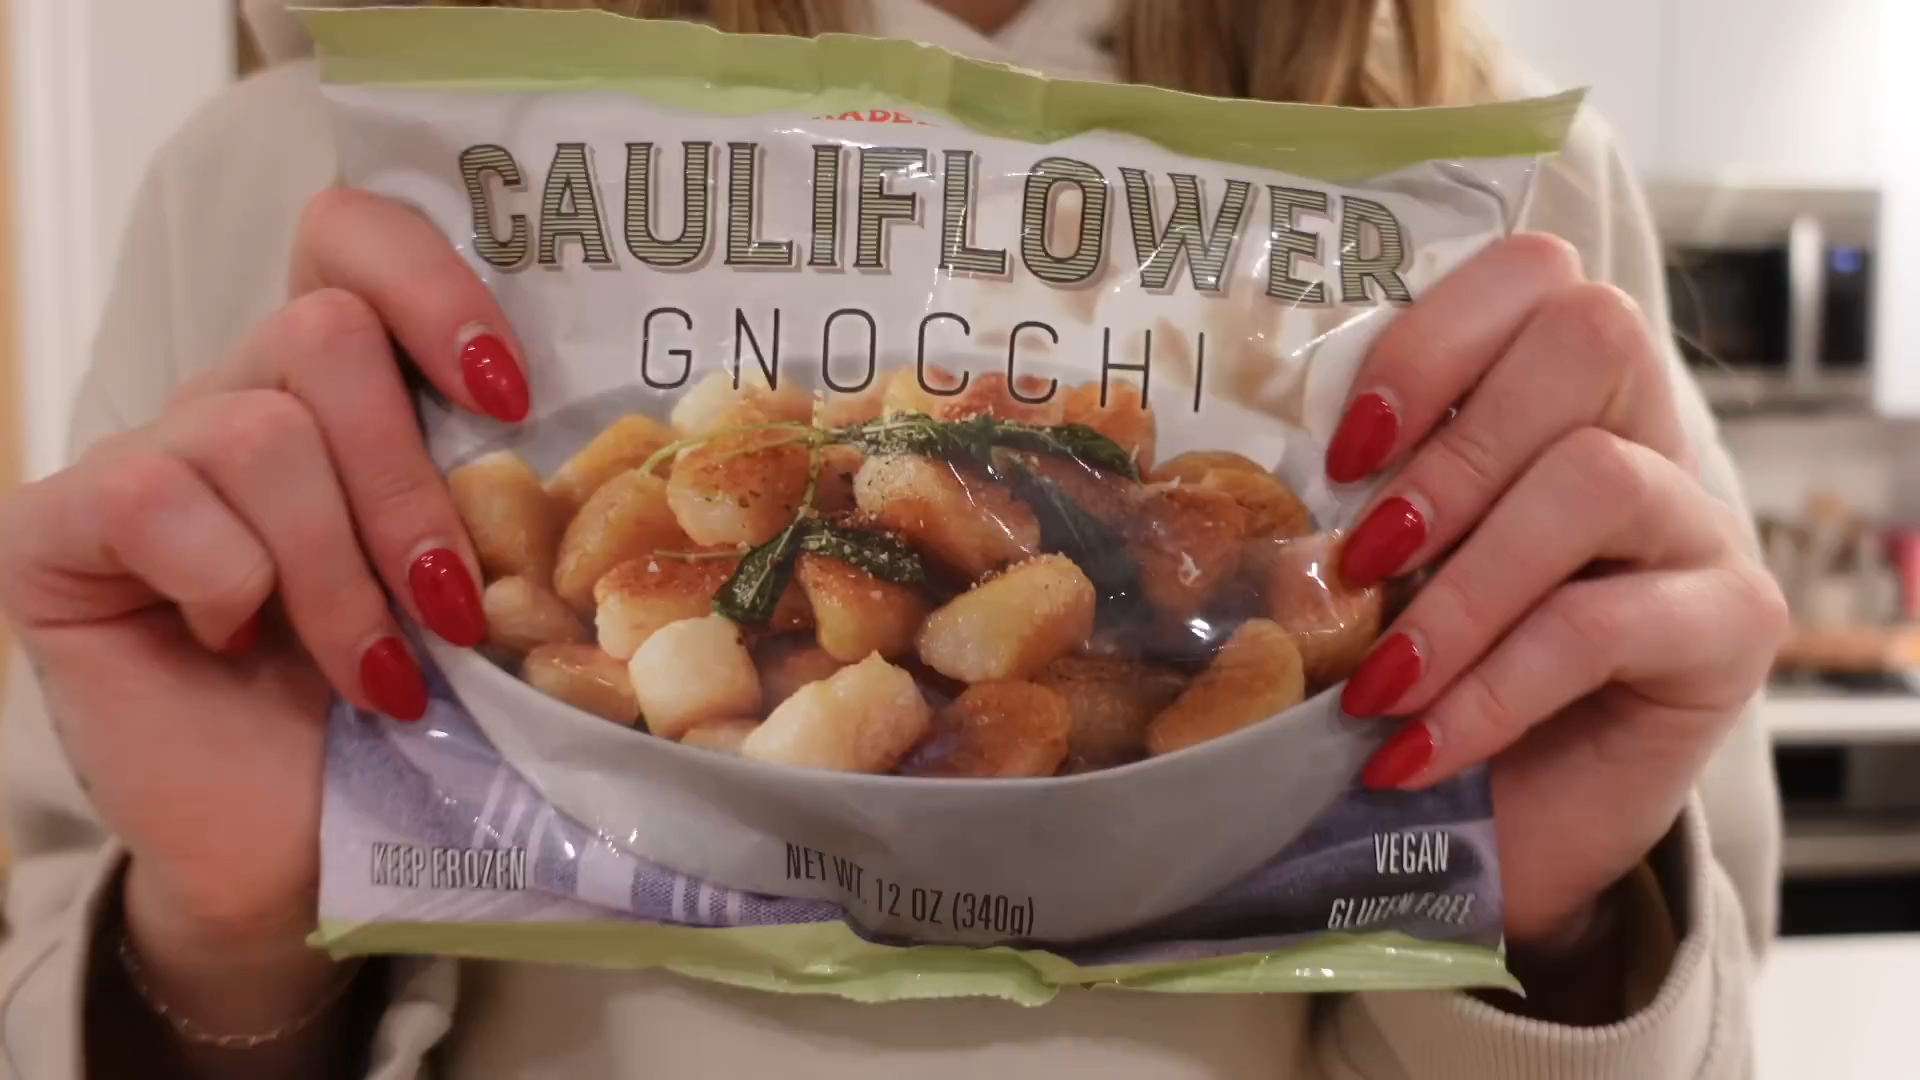 CAULIFLOWER
GNOCCHI
KEEP FROZEN
NET WT. 12 OZ (340g)
VEGAN
GLUTEN FREE